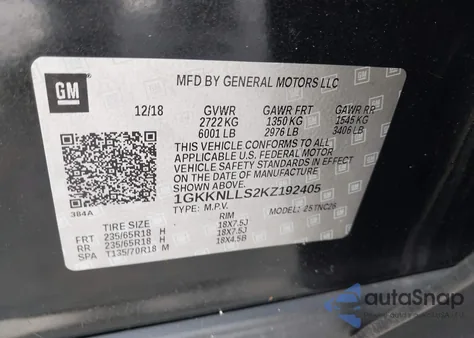 GM
MFD BY GENERAL MOTORS LLC
12/18 GVWR GAWR FRT GAWR RR
2722 KG 1350 KG 1545 KG
6001 LB 2976 LB 3406 LB
THIS VEHICLE CONFORMS TO ALL
APPLICABLE U.S. FEDERAL MOTOR
VEHICLE SAFETY STANDARDS IN EFFECT
ON THE DATE OF MANUFACTURE
SHOWN ABOVE.
1GKKNLLS2KZ192405
TYPE: M.P.V. MODEL:
384A
TIRE SIZE RIM
FRT 235/65R18 H 18X7.5J
RR 235/65R18 H 18X7.5J
SPA T135/70R18 M 18X4.5B
autoSnap